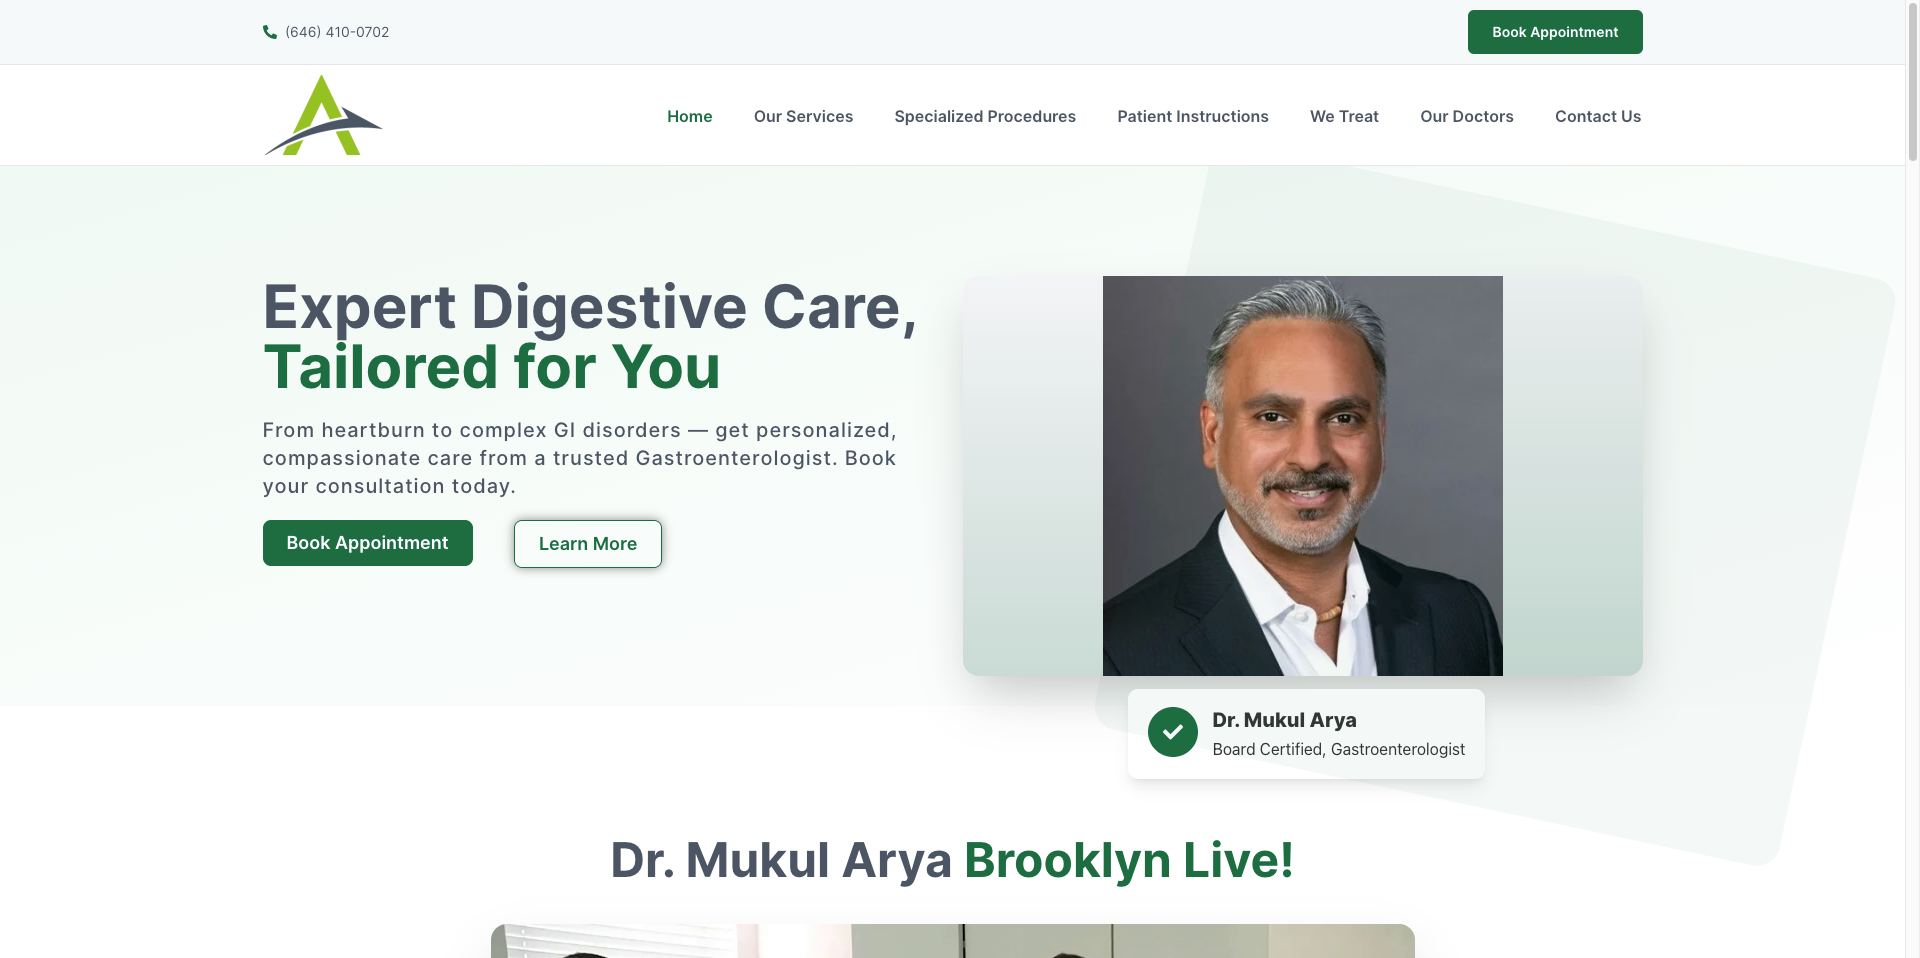 (646) 410-0702
Book Appointment
Home
Our Services
Specialized Procedures
Patient Instructions
We Treat
Our Doctors
Contact Us
Expert Digestive Care,
Tailored for You
From heartburn to complex GI disorders — get personalized,
compassionate care from a trusted Gastroenterologist. Book
your consultation today.
Book Appointment
Learn More
Dr. Mukul Arya
Board Certified, Gastroenterologist
Dr. Mukul Arya Brooklyn Live!